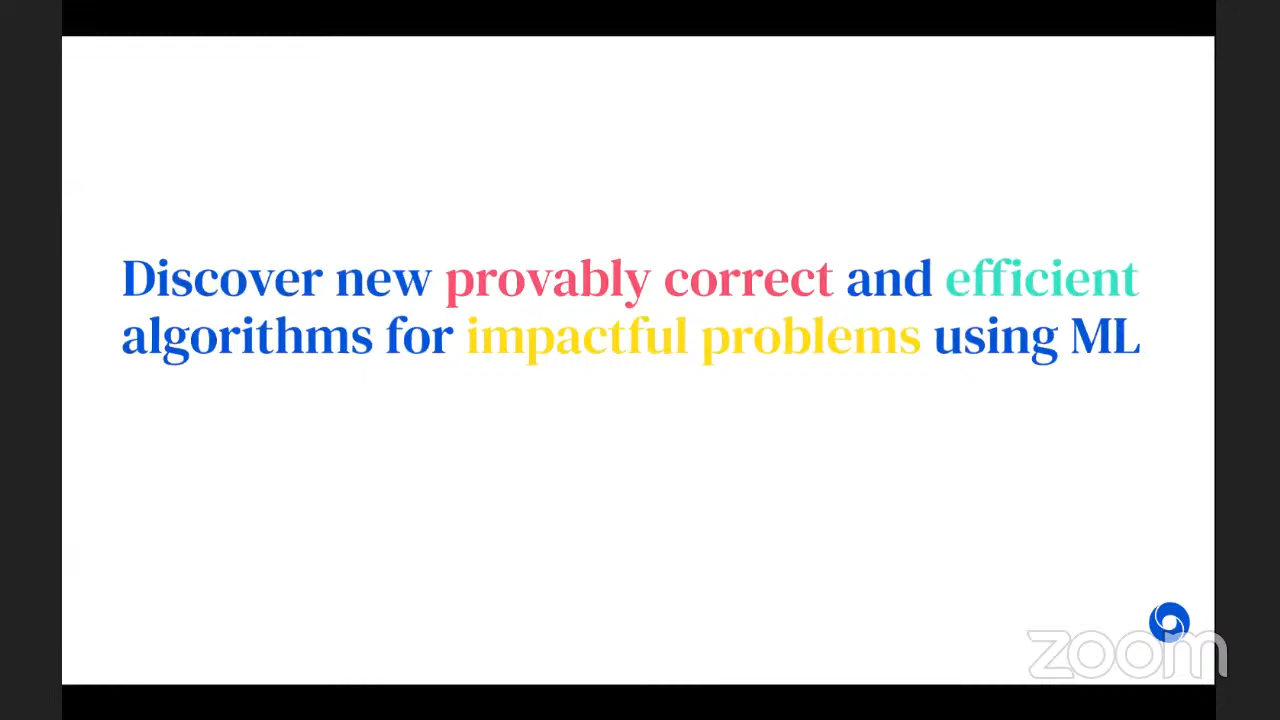 Discover new provably correct and efficient
algorithms for impactful problems using ML
zoom